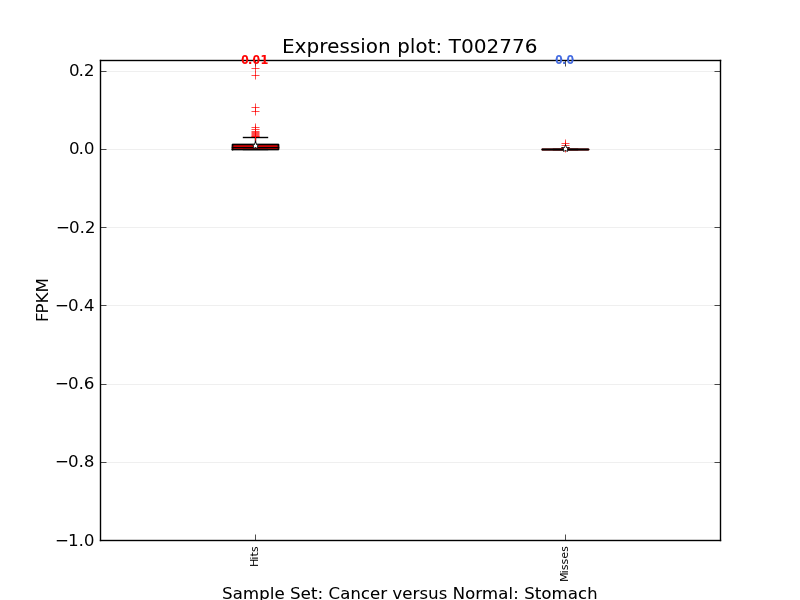 Expression plot: T002776
0.01
0.0
0.2
0.0
−0.2
−0.4
−0.6
−0.8
−1.0
FPKM
Hits
Misses
Sample Set: Cancer versus Normal: Stomach